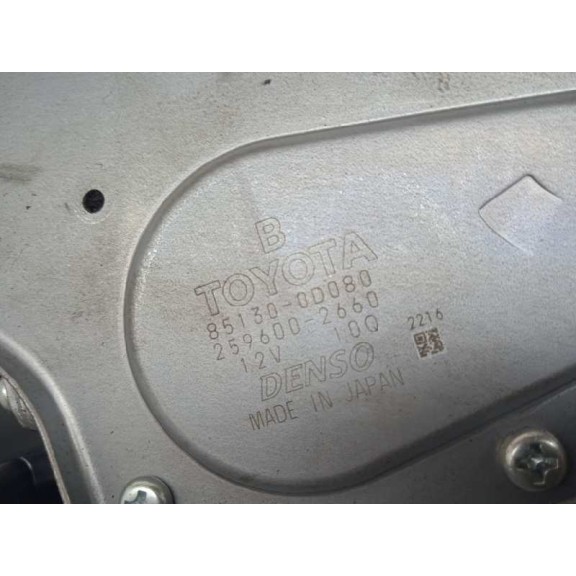 B
TOYOTA
85130-0D080
259600-2660
12V 10Q 2216
DENSO
MADE IN JAPAN